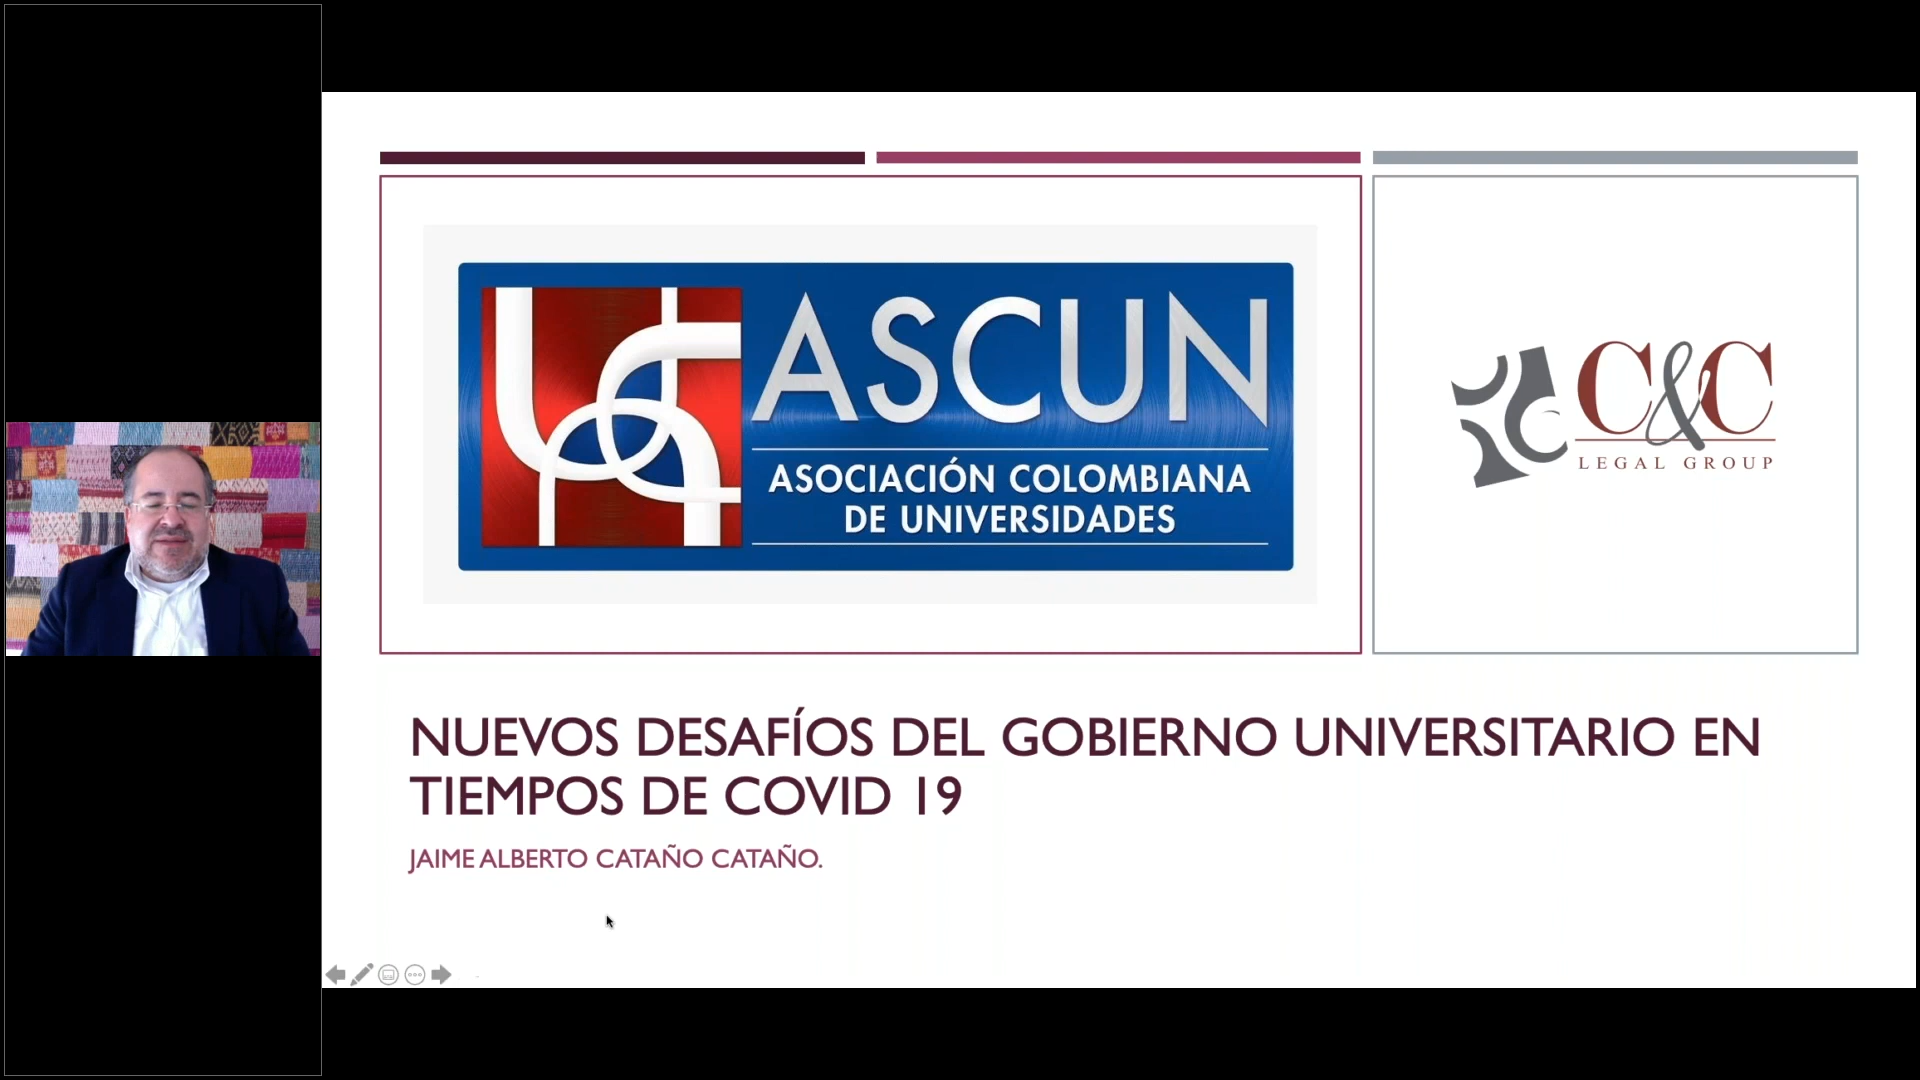 ASCUN
ASOCIACIÓN COLOMBIANA
DE UNIVERSIDADES
C&C
LEGAL GROUP
NUEVOS DESAFÍOS DEL GOBIERNO UNIVERSITARIO EN
TIEMPOS DE COVID 19
JAIME ALBERTO CATAÑO CATAÑO.